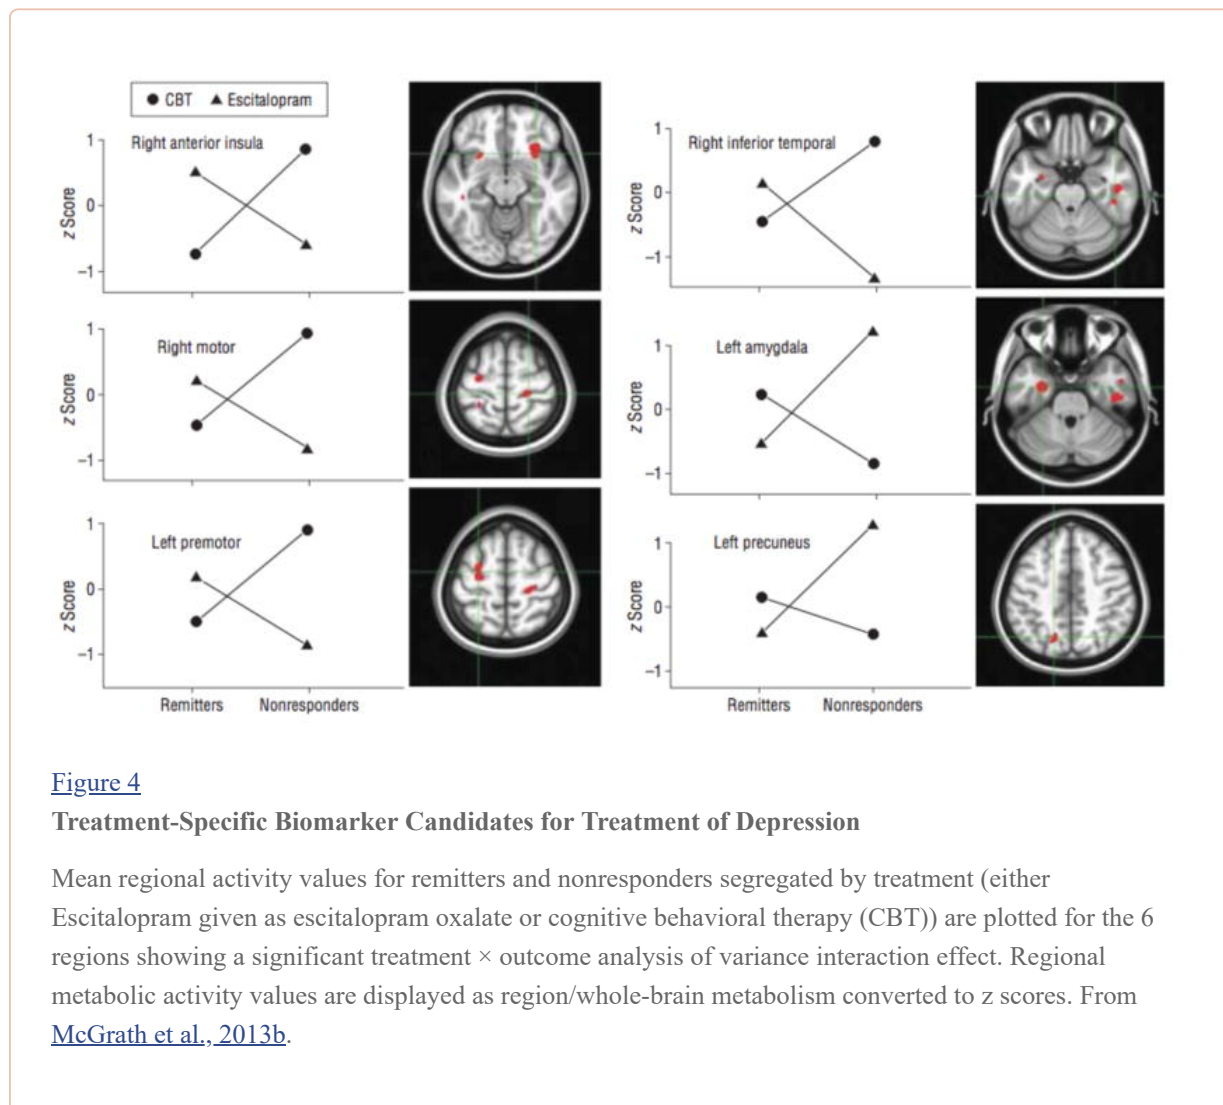 CBT Escitalopram
Right anterior insula
1
0
−1
z Score
Right motor
1
0
−1
z Score
Left premotor
1
0
−1
z Score
Remitters Nonresponders
Right inferior temporal
1
0
−1
z Score
Left amygdala
1
0
−1
z Score
Left precuneus
1
0
−1
z Score
Remitters Nonresponders
Figure 4
Treatment-Specific Biomarker Candidates for Treatment of Depression
Mean regional activity values for remitters and nonresponders segregated by treatment (either
Escitalopram given as escitalopram oxalate or cognitive behavioral therapy (CBT)) are plotted for the 6
regions showing a significant treatment × outcome analysis of variance interaction effect. Regional
metabolic activity values are displayed as region/whole-brain metabolism converted to z scores. From
McGrath et al., 2013b.